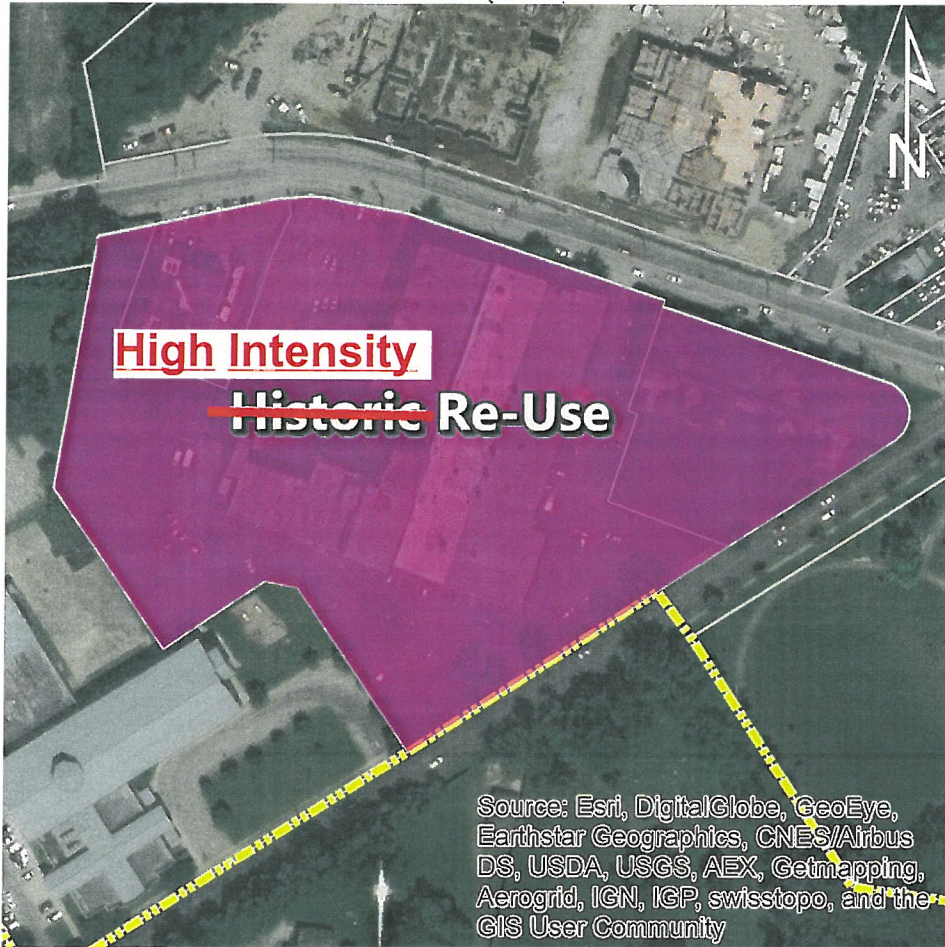 N
High Intensity
Historic Re-Use
Source: Esri, DigitalGlobe, GeoEye,
Earthstar Geographics, CNES/Airbus
DS, USDA, USGS, AEX, Getmapping,
Aerogrid, IGN, IGP, swisstopo, and the
GIS User Community